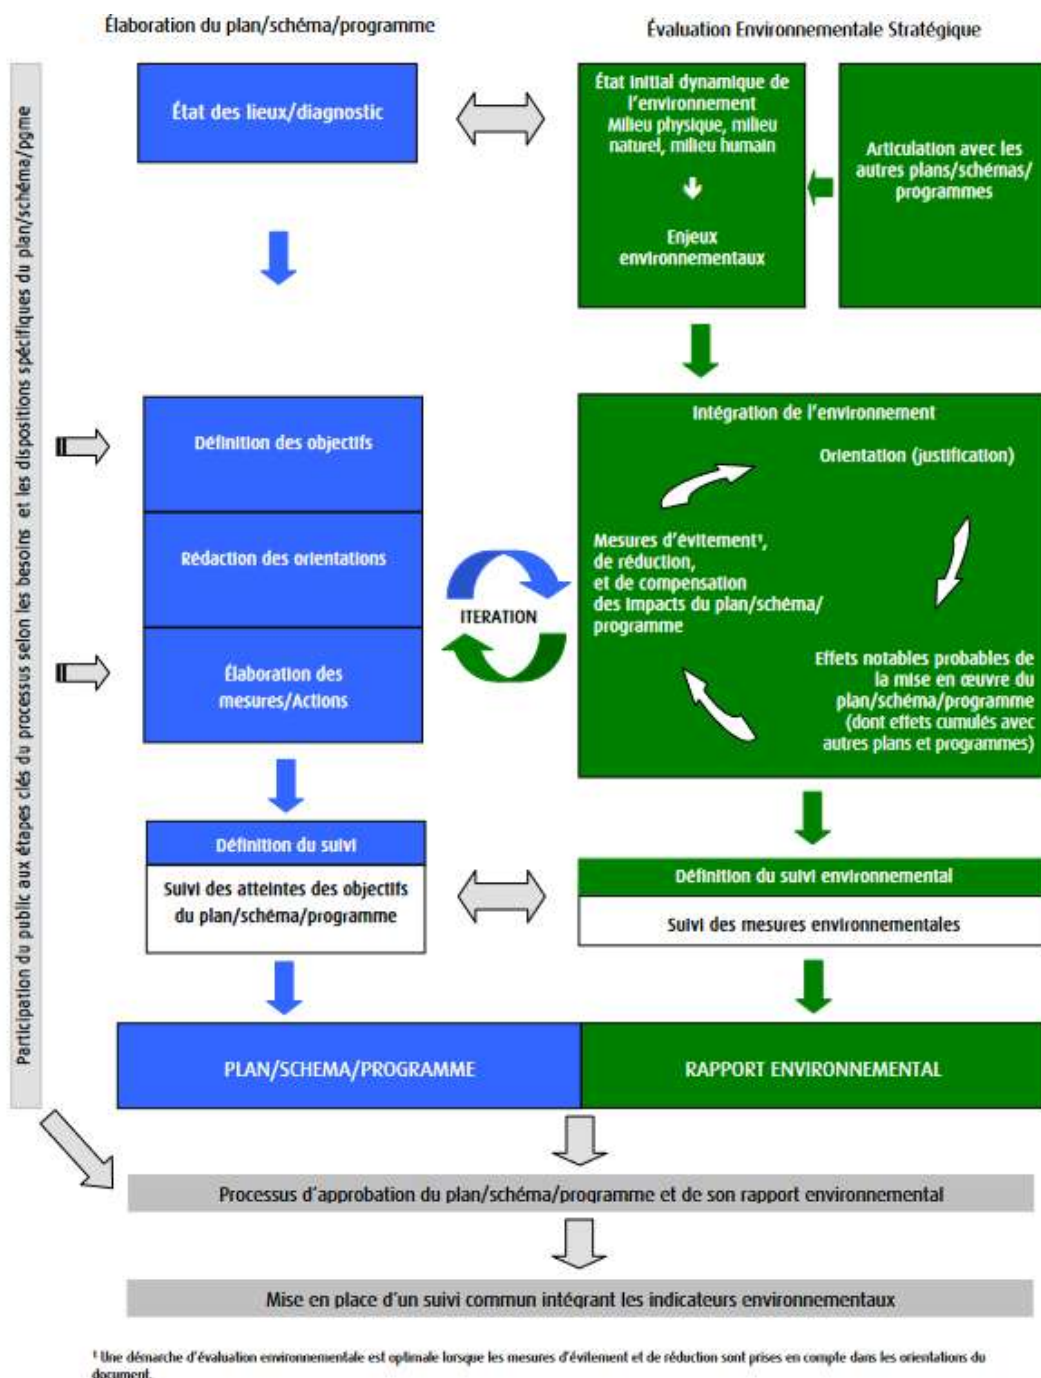 Élaboration du plan/schéma/programme
Évaluation Environnementale Stratégique
Participation du public aux étapes clés du processus selon les besoins et les dispositions spécifiques du plan/schéma/pgme
État des lieux/diagnostic
État initial dynamique de
l'environnement
Milieu physique, milieu
naturel, milieu humain
Enjeux
environnementaux
Articulation avec les
autres plans/schémas/
programmes
Définition des objectifs
Rédaction des orientations
Élaboration des
mesures/Actions
ITERATION
Intégration de l'environnement
Orientation (justification)
Mesures d'évitement¹,
de réduction,
et de compensation
des impacts du plan/schéma/
programme
Effets notables probables de
la mise en œuvre du
plan/schéma/programme
(dont effets cumulés avec
autres plans et programmes)
Définition du suivi
Suivi des atteintes des objectifs
du plan/schéma/programme
Définition du suivi environnemental
Suivi des mesures environnementales
PLAN/SCHEMA/PROGRAMME
RAPPORT ENVIRONNEMENTAL
Processus d'approbation du plan/schéma/programme et de son rapport environnemental
Mise en place d'un suivi commun intégrant les indicateurs environnementaux
¹ Une démarche d'évaluation environnementale est optimale lorsque les mesures d'évitement et de réduction sont prises en compte dans les orientations du
document.